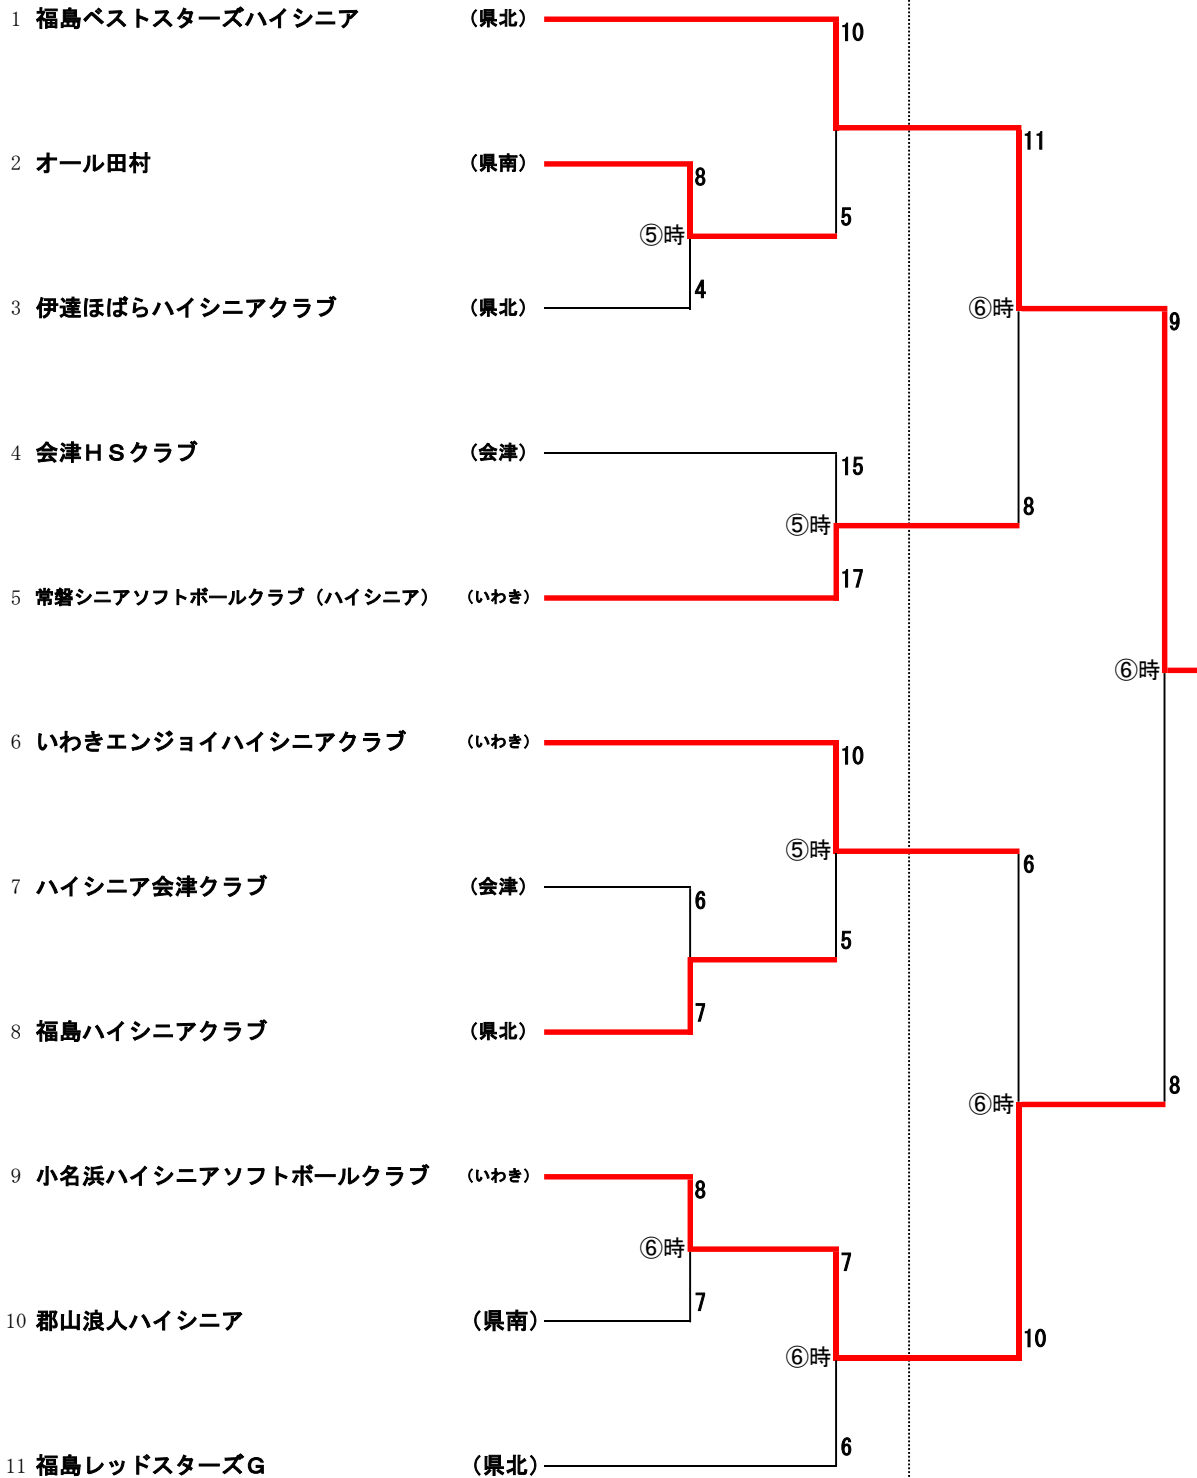 1 福島ベストスターズハイシニア （県北）
10
11
2 オール田村 （県南）
8
5
⑤時
4
3 伊達ほばらハイシニアクラブ （県北）
⑥時
9
4 会津ＨＳクラブ （会津）
15
8
⑤時
17
5 常磐シニアソフトボールクラブ（ハイシニア） （いわき）
⑥時
6 いわきエンジョイハイシニアクラブ （いわき）
10
⑤時
6
7 ハイシニア会津クラブ （会津）
6
5
7
8 福島ハイシニアクラブ （県北）
8
⑥時
9 小名浜ハイシニアソフトボールクラブ （いわき）
8
⑥時
7
7
10 郡山浪人ハイシニア （県南）
10
⑥時
6
11 福島レッドスターズＧ （県北）